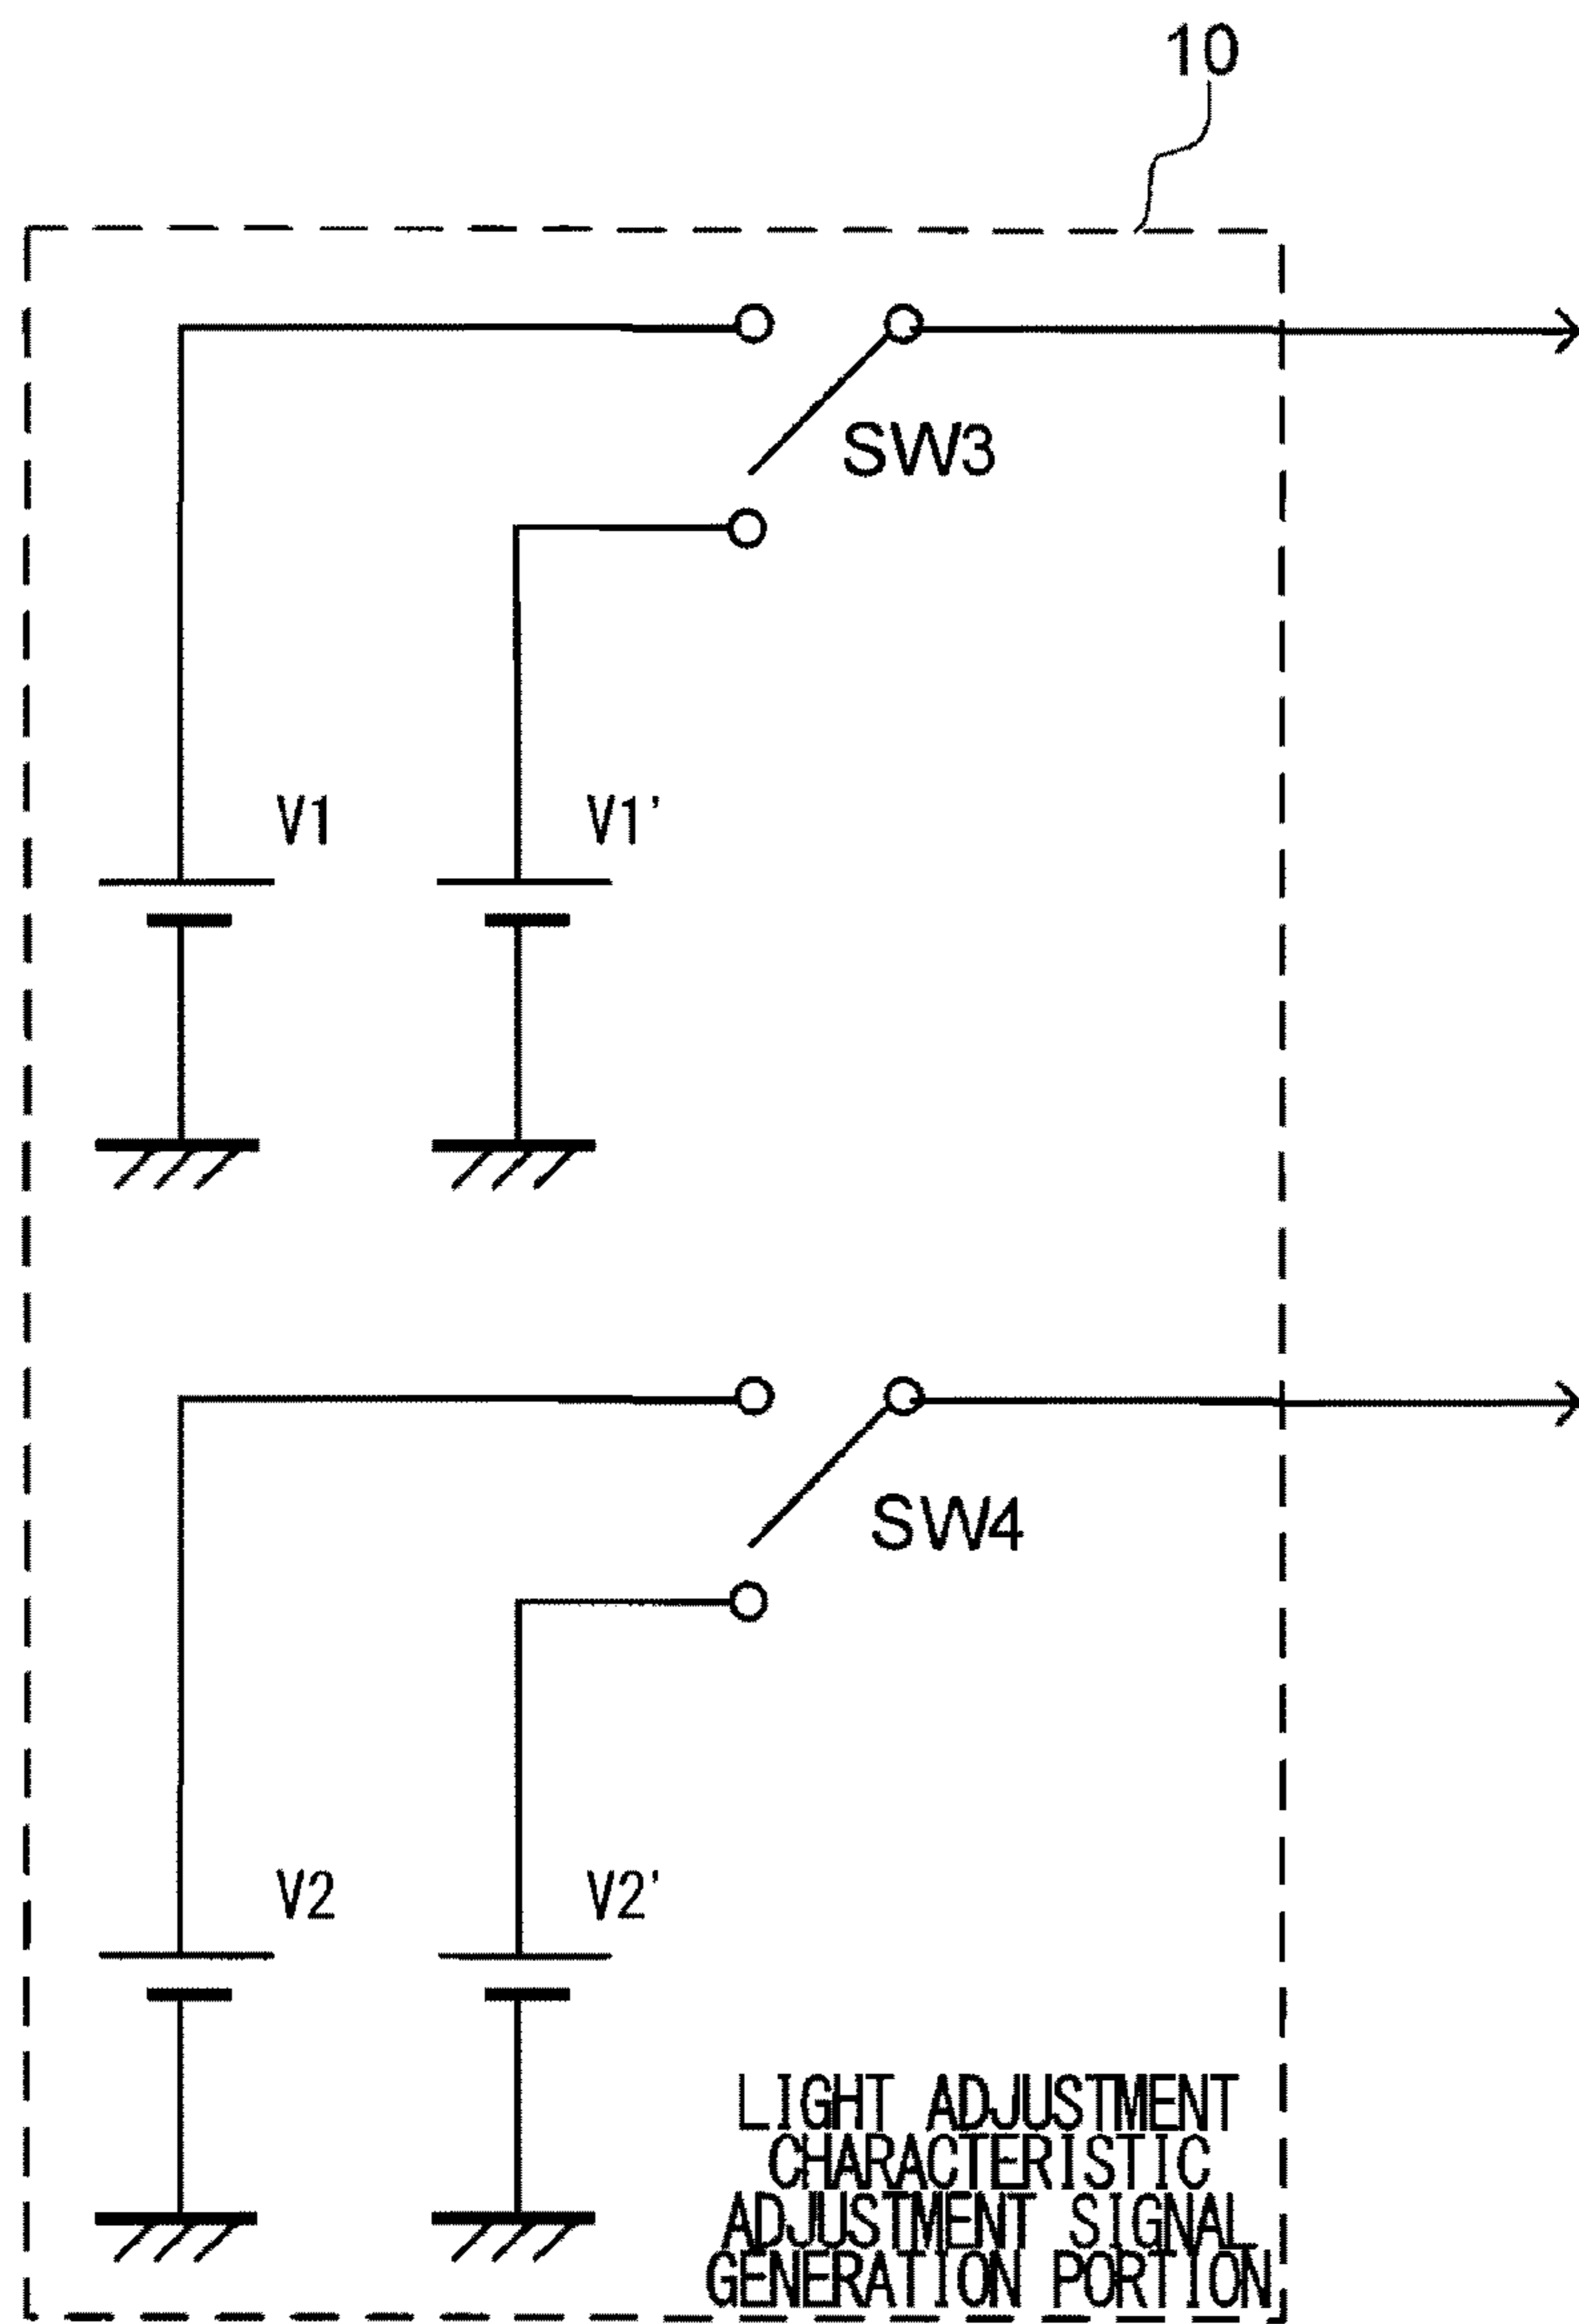 10
SW3
V1
V1'
SW4
V2
V2'
LIGHT ADJUSTMENT
CHARACTERISTIC
ADJUSTMENT SIGNAL
GENERATION PORTION